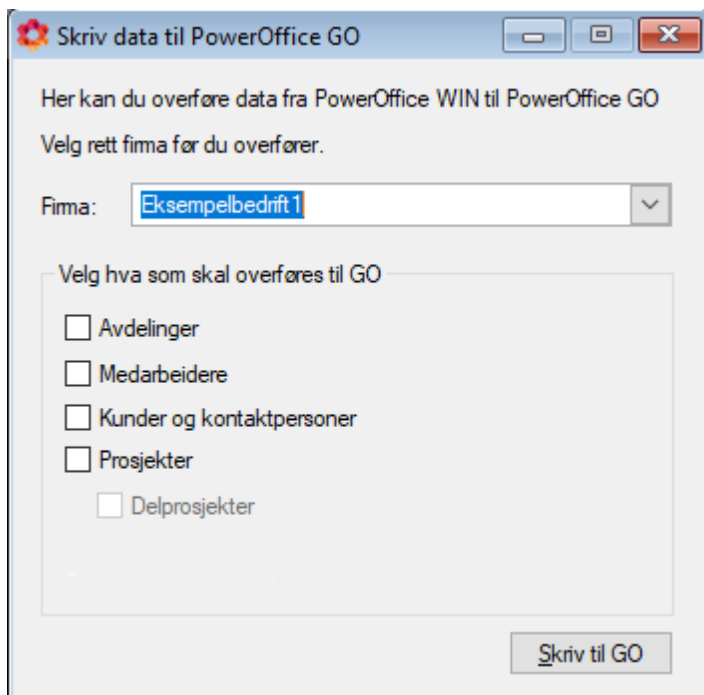 Skriv data til PowerOffice GO
Her kan du overføre data fra PowerOffice WIN til PowerOffice GO
Velg rett firma før du overfører.
Firma: Eksempelbedrift1
Velg hva som skal overføres til GO
Avdelinger
Medarbeidere
Kunder og kontaktpersoner
Prosjekter
Delprosjekter
Skriv til GO